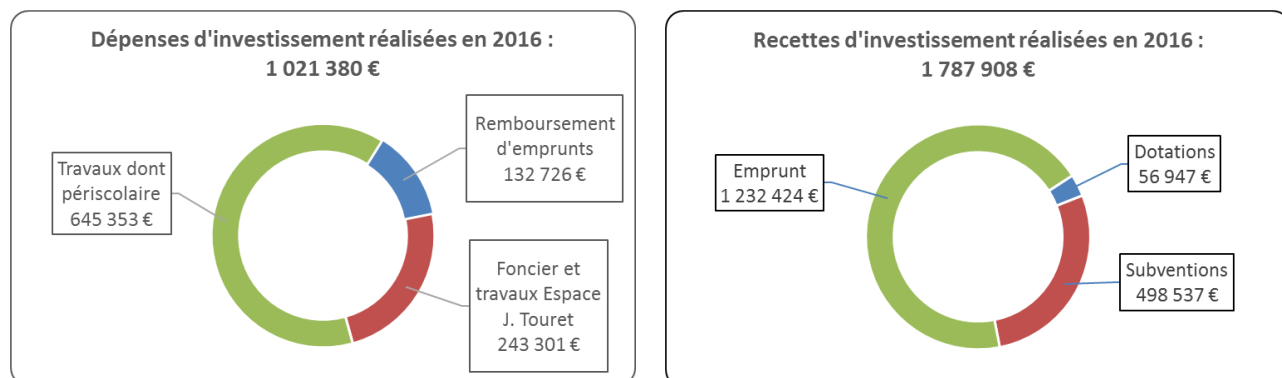 Dépenses d'investissement réalisées en 2016 :
1 021 380 €
Remboursement
d'emprunts
132 726 €
Travaux dont
périscolaire
645 353 €
Foncier et
travaux Espace
J. Touret
243 301 €
Recettes d'investissement réalisées en 2016 :
1 787 908 €
Dotations
56 947 €
Emprunt
1 232 424 €
Subventions
498 537 €